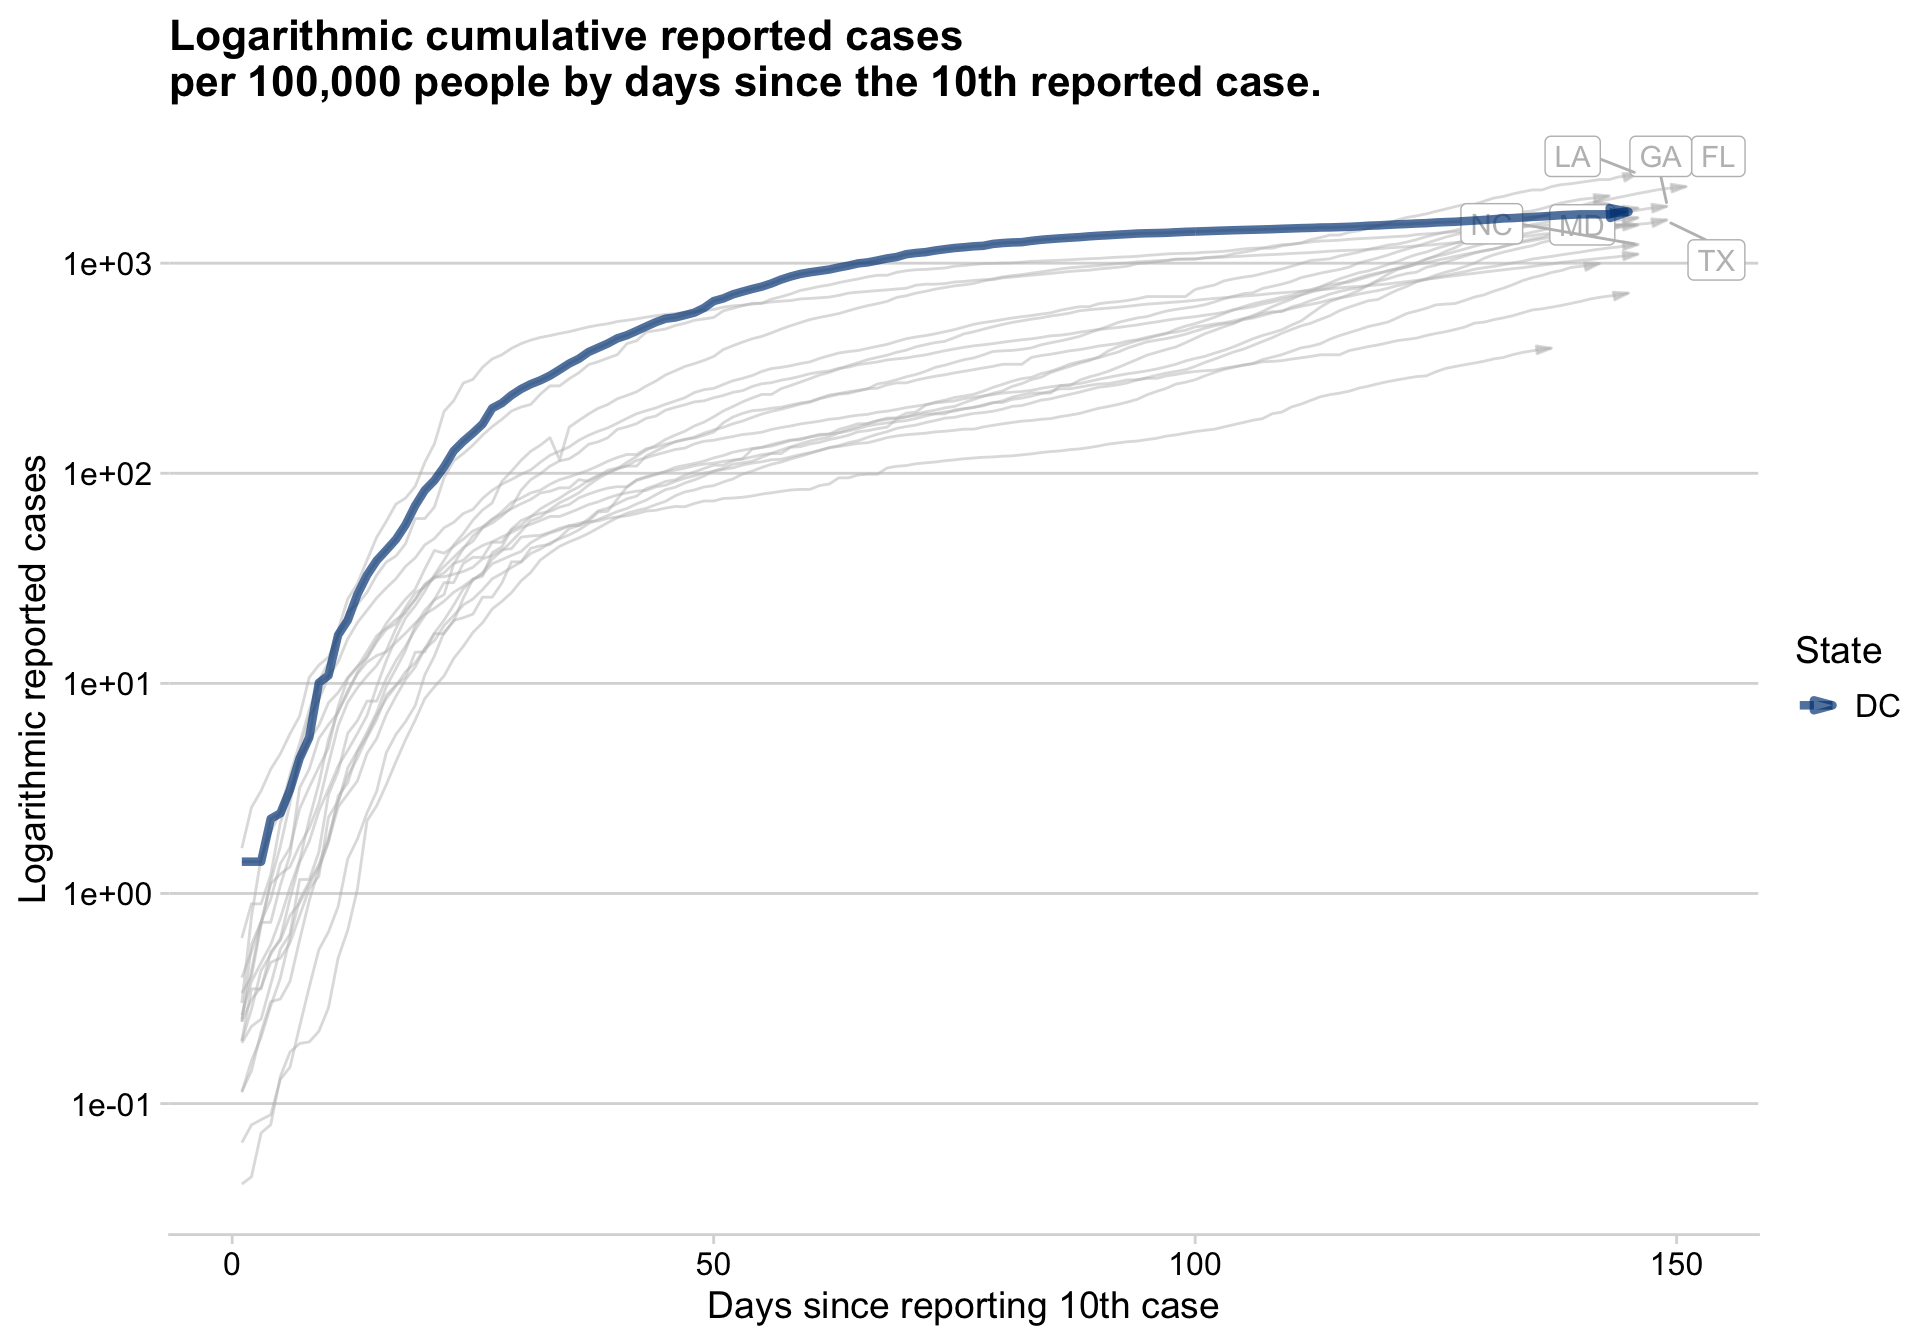 Logarithmic cumulative reported cases
per 100,000 people by days since the 10th reported case.
LA
GA
FL
NC
MD
TX
1e+03
1e+02
1e+01
1e+00
1e-01
Logarithmic reported cases
0
50
100
150
Days since reporting 10th case
State
DC